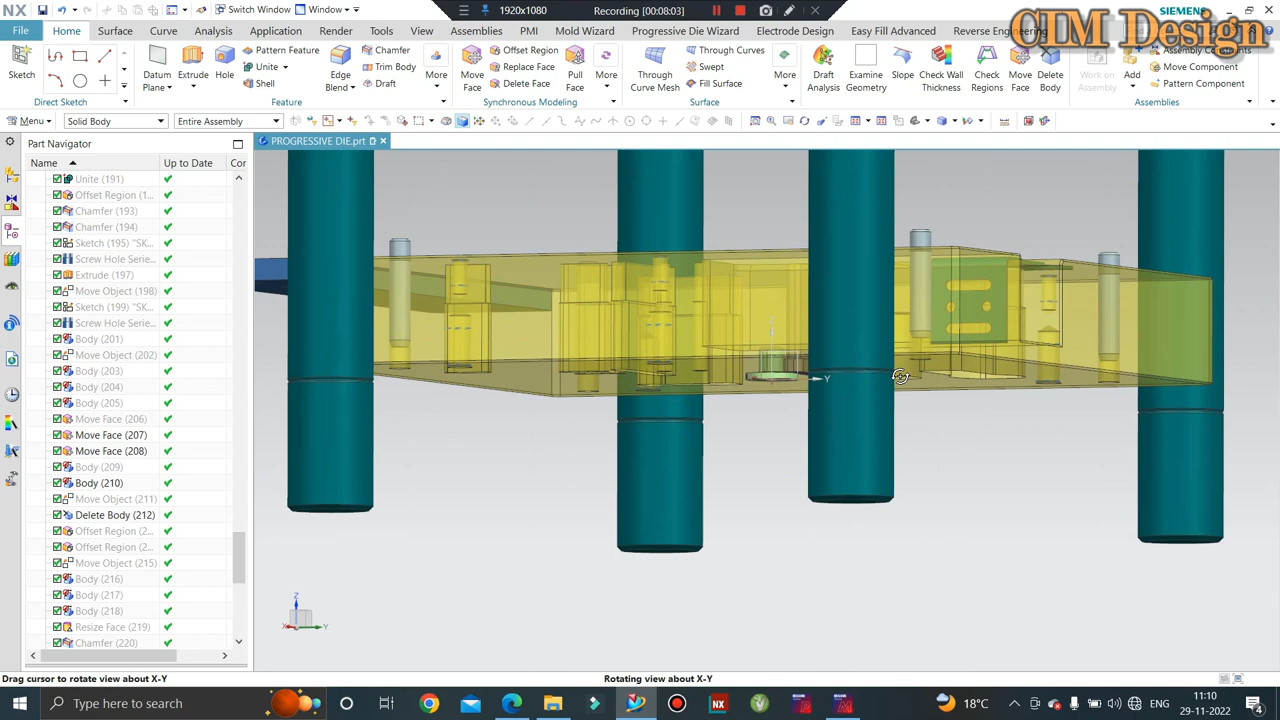 NX
Switch Window
Window
1920x1080
Recording [00:08:03]
SIEMENS
CIM Design
File
Home
Surface
Curve
Analysis
Application
Render
Tools
View
Assemblies
PMI
Mold Wizard
Progressive Die Wizard
Electrode Design
Easy Fill Advanced
Reverse Engineering
Sketch
Direct Sketch
Datum Plane
Extrude
Hole
Pattern Feature
Unite
Shell
Edge Blend
Chamfer
Trim Body
Draft
More
Feature
Move Face
Offset Region
Replace Face
Delete Face
Pull Face
More
Synchronous Modeling
Through Curve Mesh
Through Curves
Swept
Fill Surface
More
Surface
Draft Analysis
Examine Geometry
Slope
Check Wall Thickness
Check Regions
Move Face
Delete Body
Work on Assembly
Add
Assembly Constraints
Move Component
Pattern Component
Assemblies
Menu
Solid Body
Entire Assembly
Part Navigator
PROGRESSIVE DIE.prt
Name
Up to Date
Cor
Unite (191)
Offset Region (1...
Chamfer (193)
Chamfer (194)
Sketch (195) "SK...
Screw Hole Serie...
Extrude (197)
Move Object (198)
Sketch (199) "SK...
Screw Hole Serie...
Body (201)
Move Object (202)
Body (203)
Body (204)
Body (205)
Move Face (206)
Move Face (207)
Move Face (208)
Body (209)
Body (210)
Move Object (211)
Delete Body (212)
Offset Region (2...
Offset Region (2...
Move Object (215)
Body (216)
Body (217)
Body (218)
Resize Face (219)
Chamfer (220)
Y
Z
X
Y
Drag cursor to rotate view about X-Y
Rotating view about X-Y
Type here to search
NX
18°C
ENG
11:10
29-11-2022
4